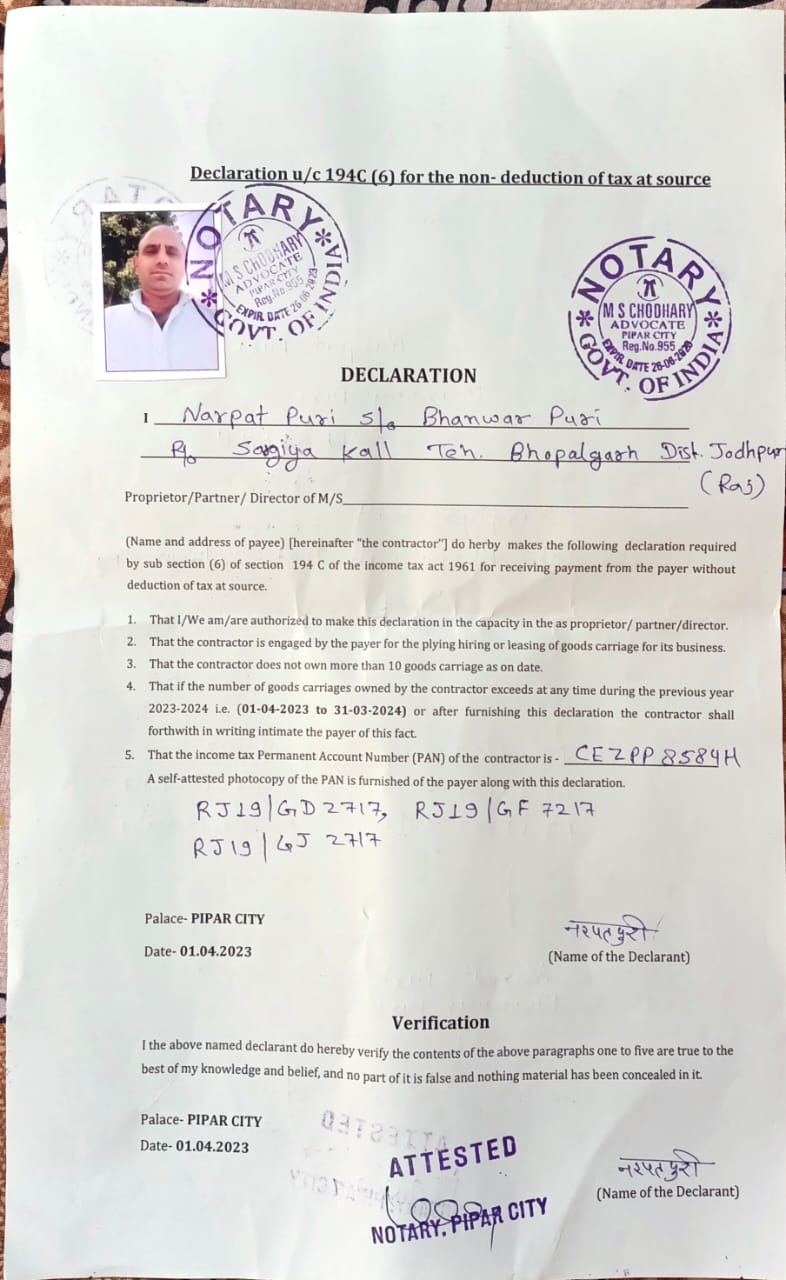 Declaration u/c 194C (6) for the non- deduction of tax at source
NOTARY
M S CHODHARY
ADVOCATE
PIPAR CITY
Reg.No.955
EXPIR. DATE 26-06-2023
GOVT. OF INDIA
NOTARY
M S CHODHARY
ADVOCATE
PIPAR CITY
Reg.No.955
EXPIR. DATE 26-06-2023
GOVT. OF INDIA
DECLARATION
I Narpat Puri s/o Bhanwar Puri
R/o Sargiya Kall Teh. Bhopalgarh Dist. Jodhpur
(Raj)
Proprietor/Partner/ Director of M/S
(Name and address of payee) [hereinafter "the contractor"] do herby makes the following declaration required
by sub section (6) of section 194 C of the income tax act 1961 for receiving payment from the payer without
deduction of tax at source.
1. That I/We am/are authorized to make this declaration in the capacity in the as proprietor/ partner/director.
2. That the contractor is engaged by the payer for the plying hiring or leasing of goods carriage for its business.
3. That the contractor does not own more than 10 goods carriage as on date.
4. That if the number of goods carriages owned by the contractor exceeds at any time during the previous year
2023-2024 i.e. (01-04-2023 to 31-03-2024) or after furnishing this declaration the contractor shall
forthwith in writing intimate the payer of this fact.
5. That the income tax Permanent Account Number (PAN) of the contractor is - CEZPP8584H
A self-attested photocopy of the PAN is furnished of the payer along with this declaration.
RJ19/GD2717, RJ19/GF 7217
RJ19/GJ 2717
Palace- PIPAR CITY
Date- 01.04.2023
नरपतपुरी
(Name of the Declarant)
Verification
I the above named declarant do hereby verify the contents of the above paragraphs one to five are true to the
best of my knowledge and belief, and no part of it is false and nothing material has been concealed in it.
Palace- PIPAR CITY
Date- 01.04.2023
ATTESTED
NOTARY, PIPAR CITY
नरपतपुरी
(Name of the Declarant)